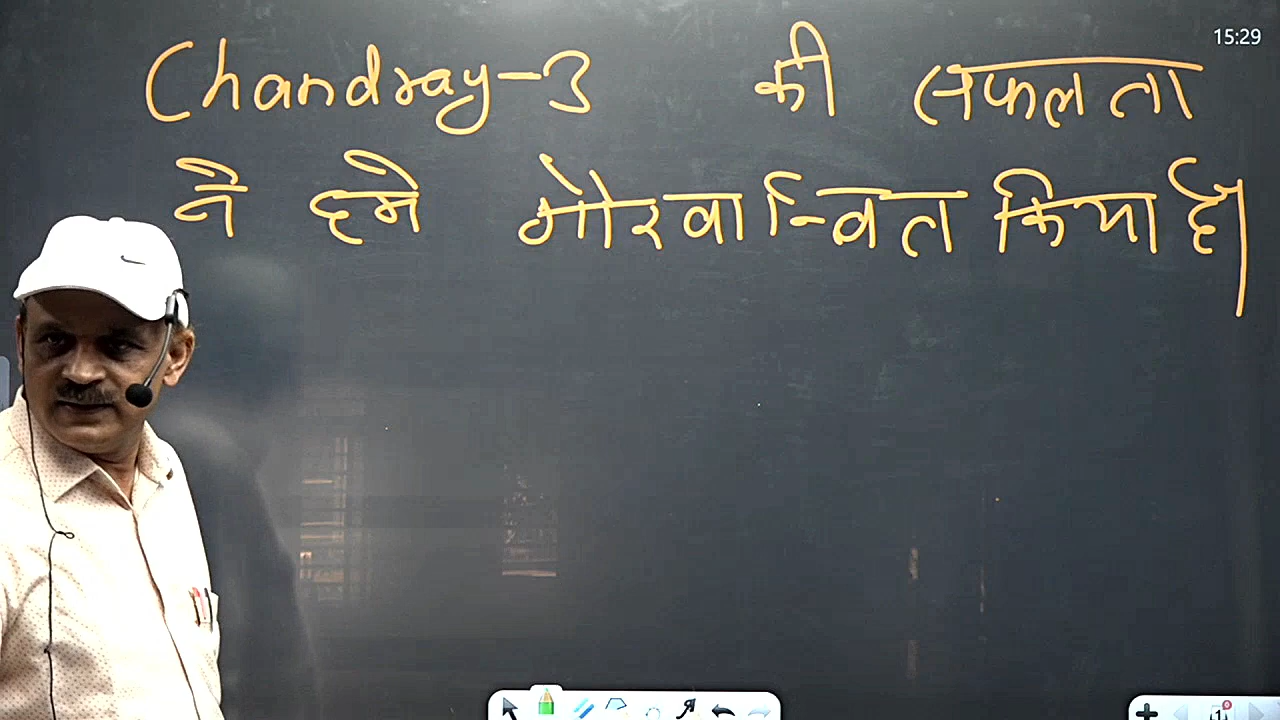 15:29
Chandray-3 की सफलता
ने हमे गोरवान्वित किया है।